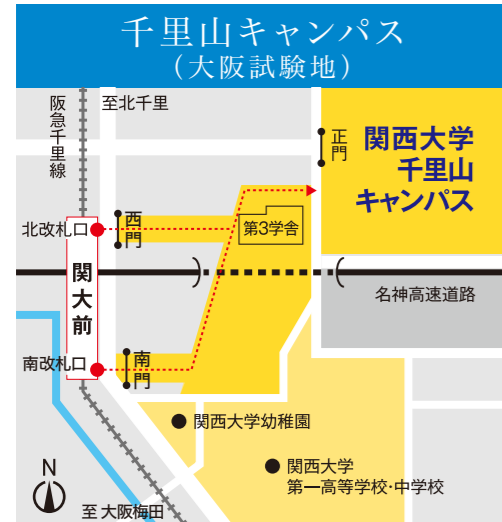 千里山キャンパス
（大阪試験地）
阪急千里線
至北千里
正門
関西大学
千里山
キャンパス
西門
北改札口
第3学舎
関大前
名神高速道路
南改札口
南門
関西大学幼稚園
関西大学
第一高等学校・中学校
N
至大阪梅田